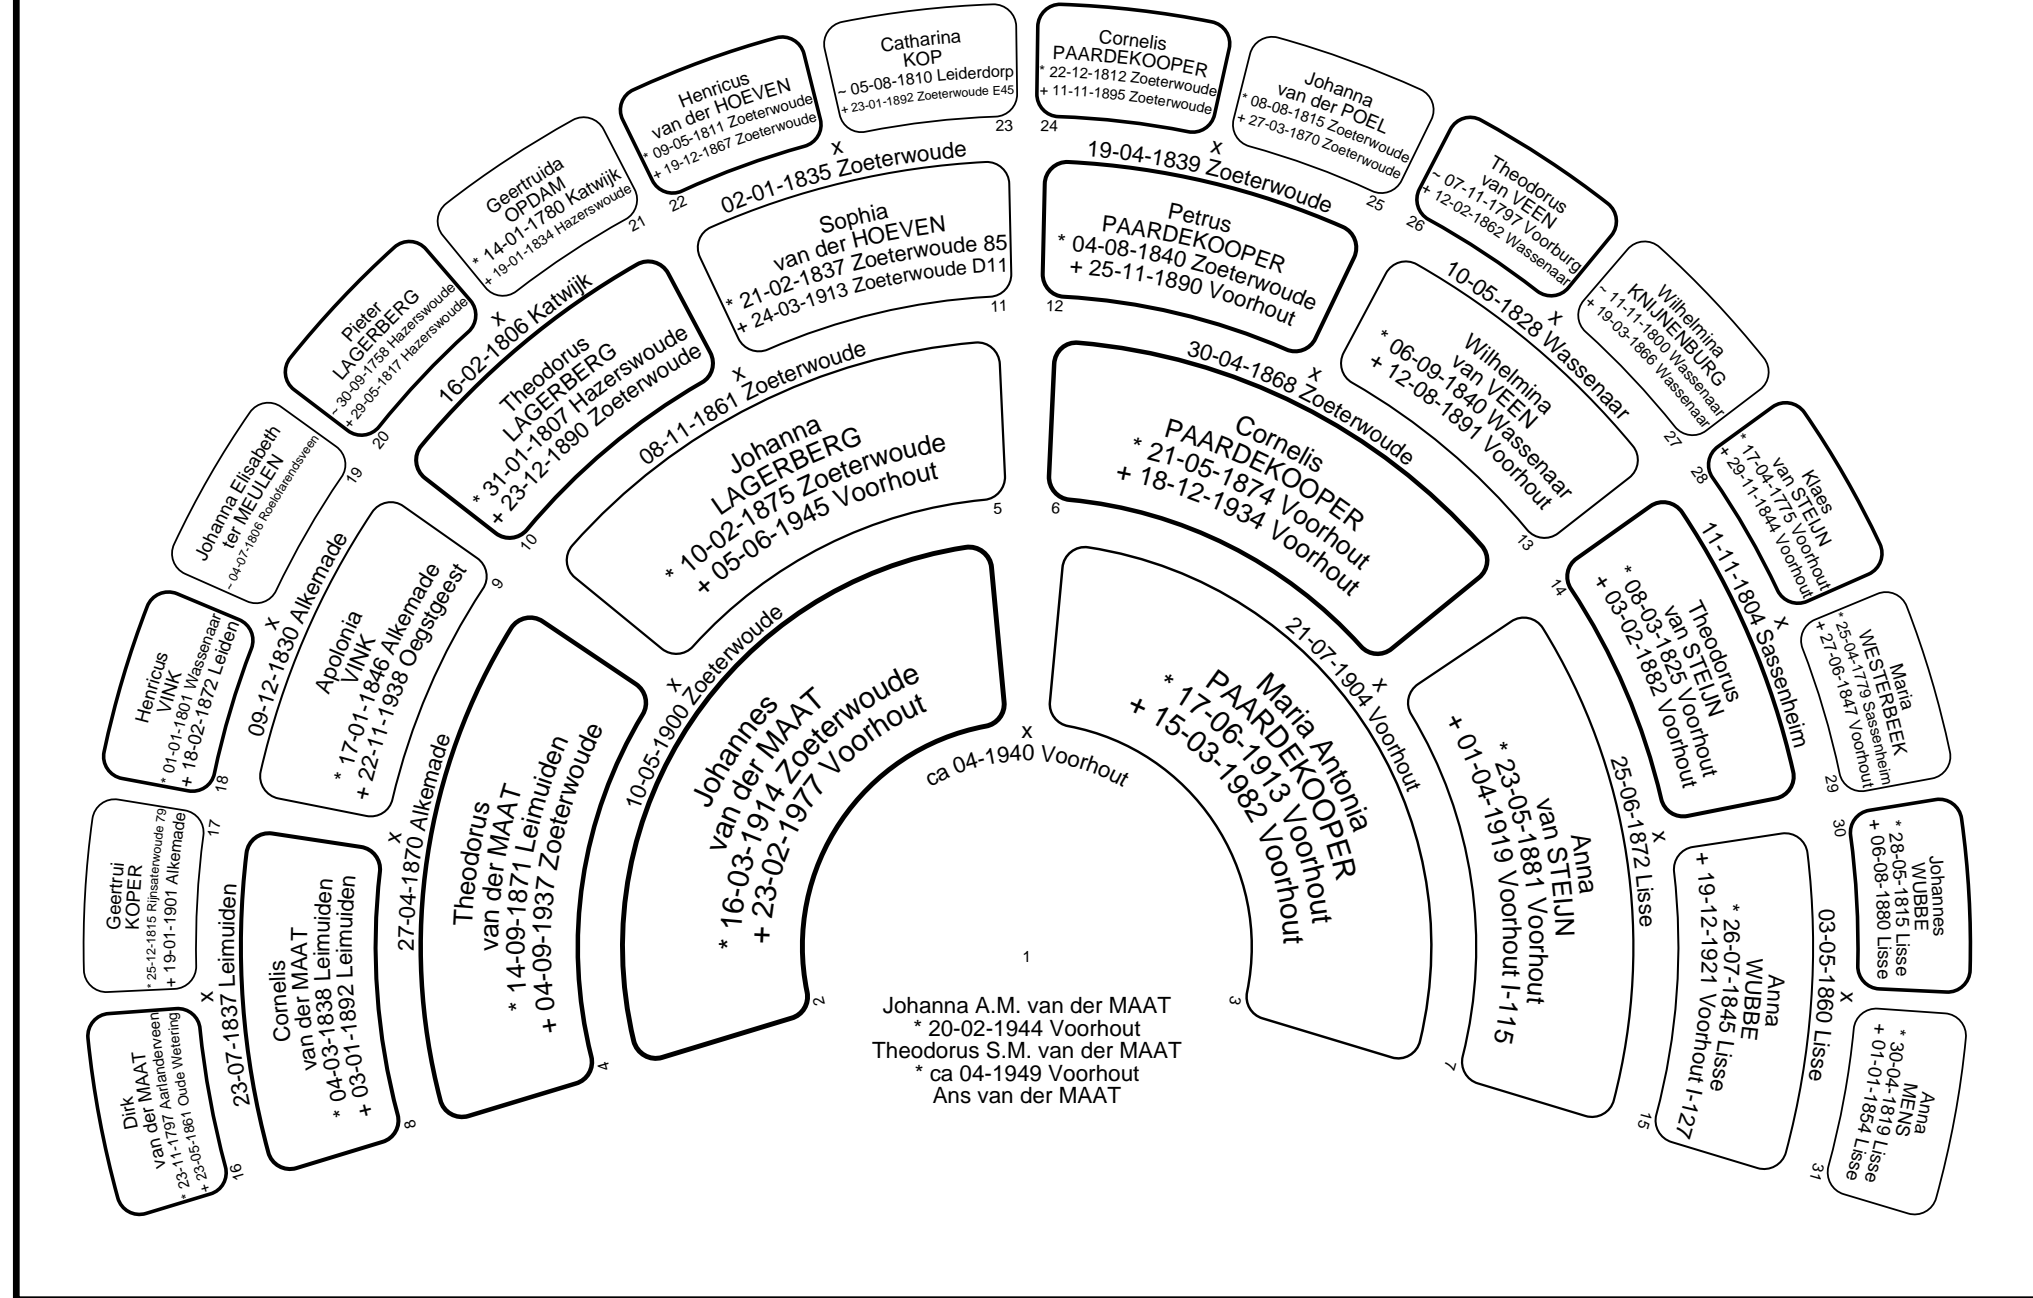 1
Johanna A.M. van der MAAT
* 20-02-1944 Voorhout
Theodorus S.M. van der MAAT
* ca 04-1949 Voorhout
Ans van der MAAT
Johannes
van der MAAT
* 16-03-1914 Zoeterwoude
+ 23-02-1977 Voorhout
2
x
ca 04-1940 Voorhout
Maria Antonia
PAARDEKOOPER
* 17-06-1913 Voorhout
+ 15-03-1982 Voorhout
3
Theodorus
van der MAAT
* 14-09-1871 Leimuiden
+ 04-09-1937 Zoeterwoude
4
x
10-05-1900 Zoeterwoude
Johanna
LAGERBERG
* 10-02-1875 Zoeterwoude
+ 05-06-1945 Voorhout
5
Cornelis
PAARDEKOOPER
* 21-05-1874 Voorhout
+ 18-12-1934 Voorhout
6
x
21-07-1904 Voorhout
Anna
van STEIJN
* 23-05-1881 Voorhout
+ 01-04-1919 Voorhout I-115
7
Cornelis
van der MAAT
* 04-03-1838 Leimuiden
+ 03-01-1892 Leimuiden
8
x
27-04-1870 Alkemade
Apolonia
VINK
* 17-01-1846 Alkemade
+ 22-11-1938 Oegstgeest
9
Theodorus
LAGERBERG
* 31-01-1807 Hazerswoude
+ 23-12-1890 Zoeterwoude
10
x
08-11-1861 Zoeterwoude
Sophia
van der HOEVEN
* 21-02-1837 Zoeterwoude 85
+ 24-03-1913 Zoeterwoude D11
11
Petrus
PAARDEKOOPER
* 04-08-1840 Zoeterwoude
+ 25-11-1890 Voorhout
12
x
30-04-1868 Zoeterwoude
Wilhelmina
van VEEN
* 06-09-1840 Wassenaar
+ 12-08-1891 Voorhout
13
Theodorus
van STEIJN
* 08-03-1825 Voorhout
+ 03-02-1882 Voorhout
14
x
25-06-1872 Lisse
Anna
WUBBE
* 26-07-1845 Lisse
+ 19-12-1921 Voorhout I-127
15
Dirk
van der MAAT
* 23-11-1797 Aarlanderveen
+ 23-05-1861 Oude Wetering
16
x
23-07-1837 Leimuiden
Geertrui
KOPER
* 25-12-1815 Rijnsaterwoude 79
+ 19-01-1901 Alkemade
17
Henricus
VINK
* 01-01-1801 Wassenaar
+ 18-02-1872 Leiden
18
x
09-12-1830 Alkemade
Johanna Elisabeth
ter MEULEN
~ 04-07-1806 Roelofarendsveen
19
Pieter
LAGERBERG
~ 30-09-1758 Hazerswoude
+ 29-05-1817 Hazerswoude
20
x
16-02-1806 Katwijk
Geertruida
OPDAM
* 14-01-1780 Katwijk
+ 19-01-1834 Hazerswoude
21
Henricus
van der HOEVEN
* 09-05-1811 Zoeterwoude
+ 19-12-1867 Zoeterwoude
22
x
02-01-1835 Zoeterwoude
Catharina
KOP
~ 05-08-1810 Leiderdorp
+ 23-01-1892 Zoeterwoude E45
23
Cornelis
PAARDEKOOPER
* 22-12-1812 Zoeterwoude
+ 11-11-1895 Zoeterwoude
24
x
19-04-1839 Zoeterwoude
Johanna
van der POEL
* 08-08-1815 Zoeterwoude
+ 27-03-1870 Zoeterwoude
25
Theodorus
van VEEN
~ 07-11-1797 Voorburg
+ 12-02-1862 Wassenaar
26
x
10-05-1828 Wassenaar
Wilhelmina
KNIJNENBURG
~ 11-11-1800 Wassenaar
+ 19-03-1866 Wassenaar
27
Klaes
van STEIJN
* 17-04-1775 Voorhout
+ 29-11-1844 Voorhout
28
x
11-11-1804 Sassenheim
Maria
WESTERBEEK
* 25-04-1779 Sassenheim
+ 27-06-1847 Voorhout
29
Johannes
WUBBE
* 28-05-1815 Lisse
+ 06-08-1880 Lisse
30
x
03-05-1860 Lisse
Anna
MENS
* 30-04-1819 Lisse
+ 01-01-1854 Lisse
31